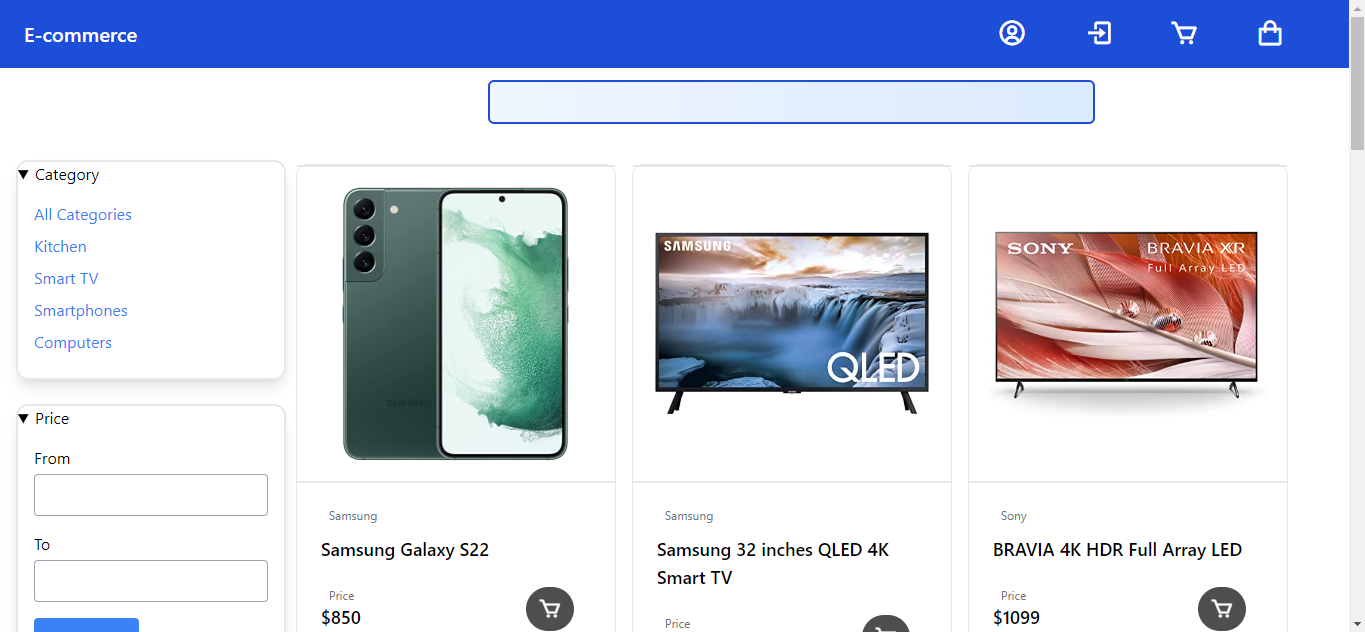 E-commerce
Category
All Categories
Kitchen
Smart TV
Smartphones
Computers
Price
From
To
SAMSUNG
SAMSUNG
QLED
SONY
BRAVIA XR
Full Array LED
Samsung
Samsung Galaxy S22
Price
$850
Samsung
Samsung 32 inches QLED 4K
Smart TV
Price
Sony
BRAVIA 4K HDR Full Array LED
Price
$1099